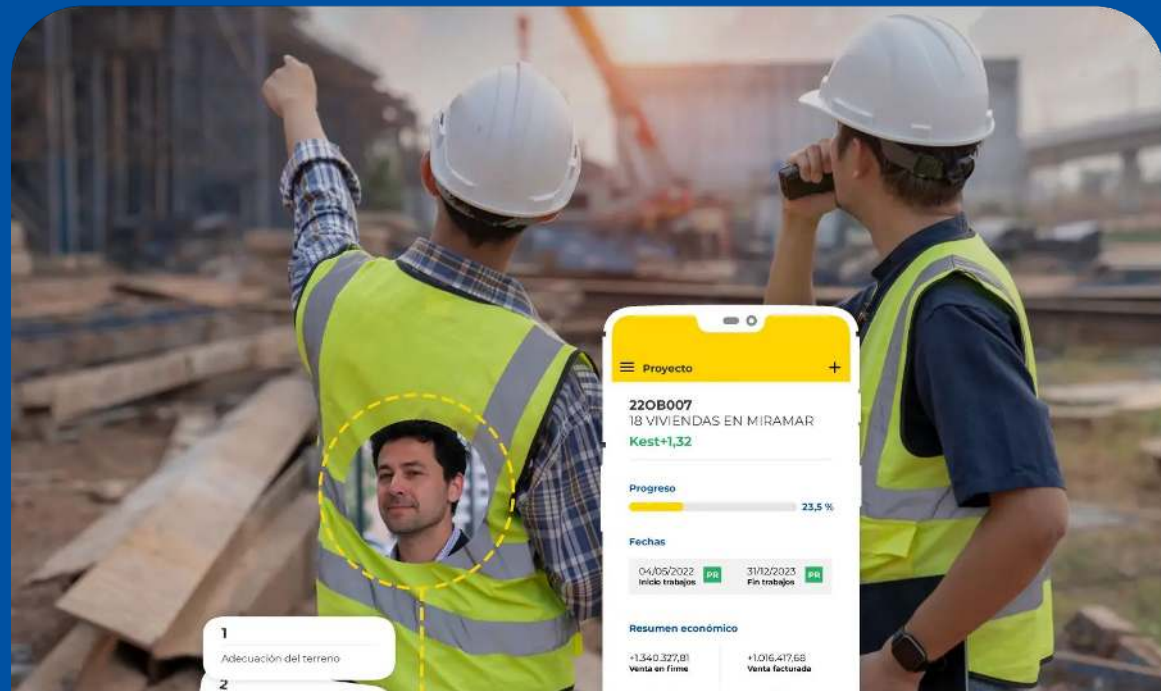 Proyecto
22OB007
18 VIVIENDAS EN MIRAMAR
Kest+1,32
Progreso
23,5 %
Fechas
04/05/2022 PR 31/12/2023 PR
Inicio trabajos Fin trabajos
Resumen económico
+1.340.327,81 +1.016.417,68
Venta en firme Venta facturada
1
Adecuación del terreno
2